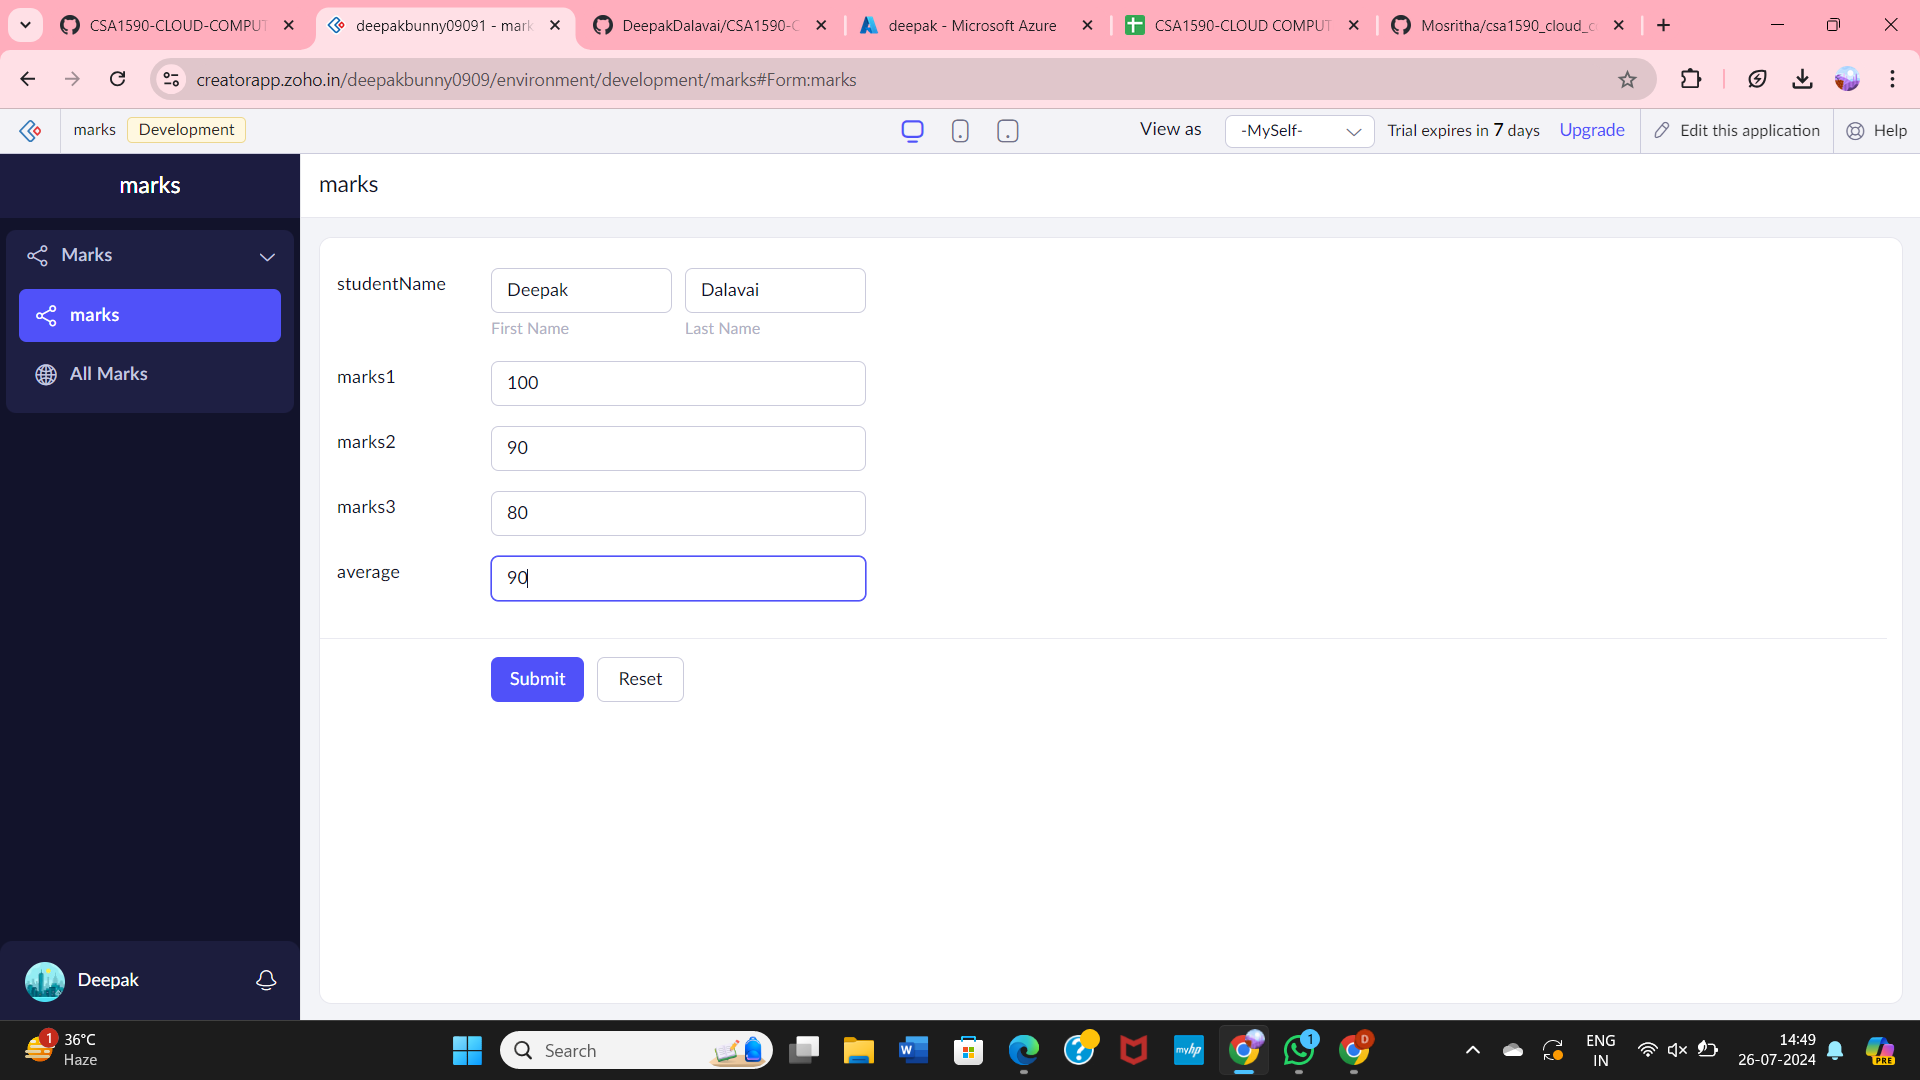 CSA1590-CLOUD-COMPUT
deepakbunny09091 - mark
DeepakDalavai/CSA1590-C
deepak - Microsoft Azure
CSA1590-CLOUD COMPUT
Mosritha/csa1590_cloud_c
creatorapp.zoho.in/deepakbunny0909/environment/development/marks#Form:marks
marks Development View as -MySelf- Trial expires in 7 days Upgrade Edit this application Help
marks
marks
Marks
marks
All Marks
studentName Deepak Dalavai
First Name Last Name
marks1 100
marks2 90
marks3 80
average 90
Submit Reset
Deepak
1 36°C
Haze
Search
W
?
myhp
1
D
ENG
IN
14:49
26-07-2024
PRE